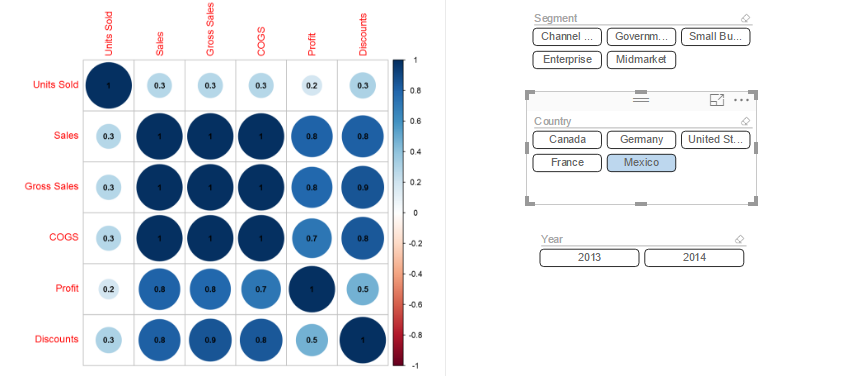 Units Sold Sales Gross Sales COGS Profit Discounts
Units Sold 1 0.3 0.3 0.3 0.2 0.3
Sales 0.3 1 1 1 0.8 0.8
Gross Sales 0.3 1 1 1 0.8 0.9
COGS 0.3 1 1 1 0.7 0.8
Profit 0.2 0.8 0.8 0.7 1 0.5
Discounts 0.3 0.8 0.9 0.8 0.5 1
1
0.8
0.6
0.4
0.2
0
-0.2
-0.4
-0.6
-0.8
-1
Segment
Channel ... Governm... Small Bu...
Enterprise Midmarket
Country
Canada Germany United St...
France Mexico
Year
2013 2014